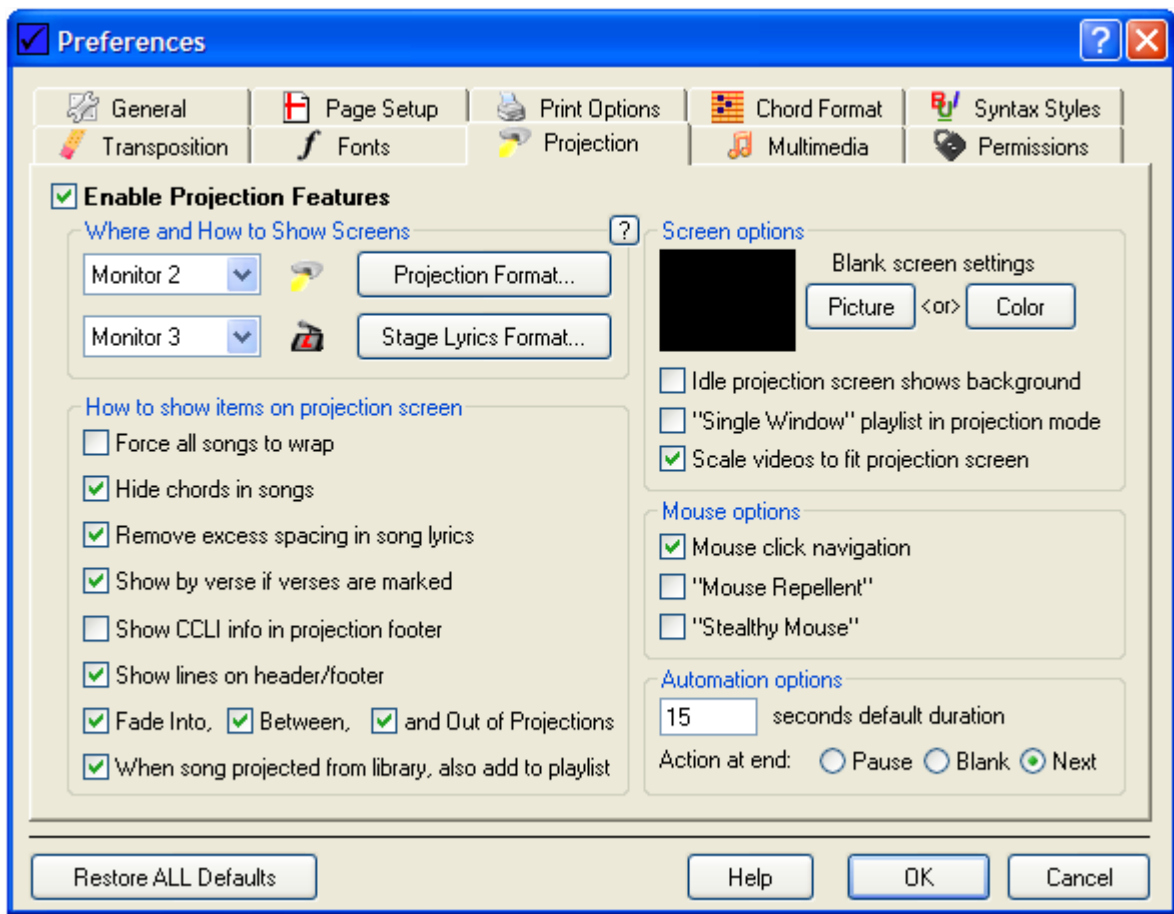 Preferences
General
Page Setup
Print Options
Chord Format
Syntax Styles
Transposition
Fonts
Projection
Multimedia
Permissions
Enable Projection Features
Where and How to Show Screens
?
Monitor 2
Projection Format...
Monitor 3
Stage Lyrics Format...
How to show items on projection screen
Force all songs to wrap
Hide chords in songs
Remove excess spacing in song lyrics
Show by verse if verses are marked
Show CCLI info in projection footer
Show lines on header/footer
Fade Into, Between, and Out of Projections
When song projected from library, also add to playlist
Screen options
Blank screen settings
Picture <or> Color
Idle projection screen shows background
"Single Window" playlist in projection mode
Scale videos to fit projection screen
Mouse options
Mouse click navigation
"Mouse Repellent"
"Stealthy Mouse"
Automation options
15 seconds default duration
Action at end: Pause Blank Next
Restore ALL Defaults
Help
OK
Cancel